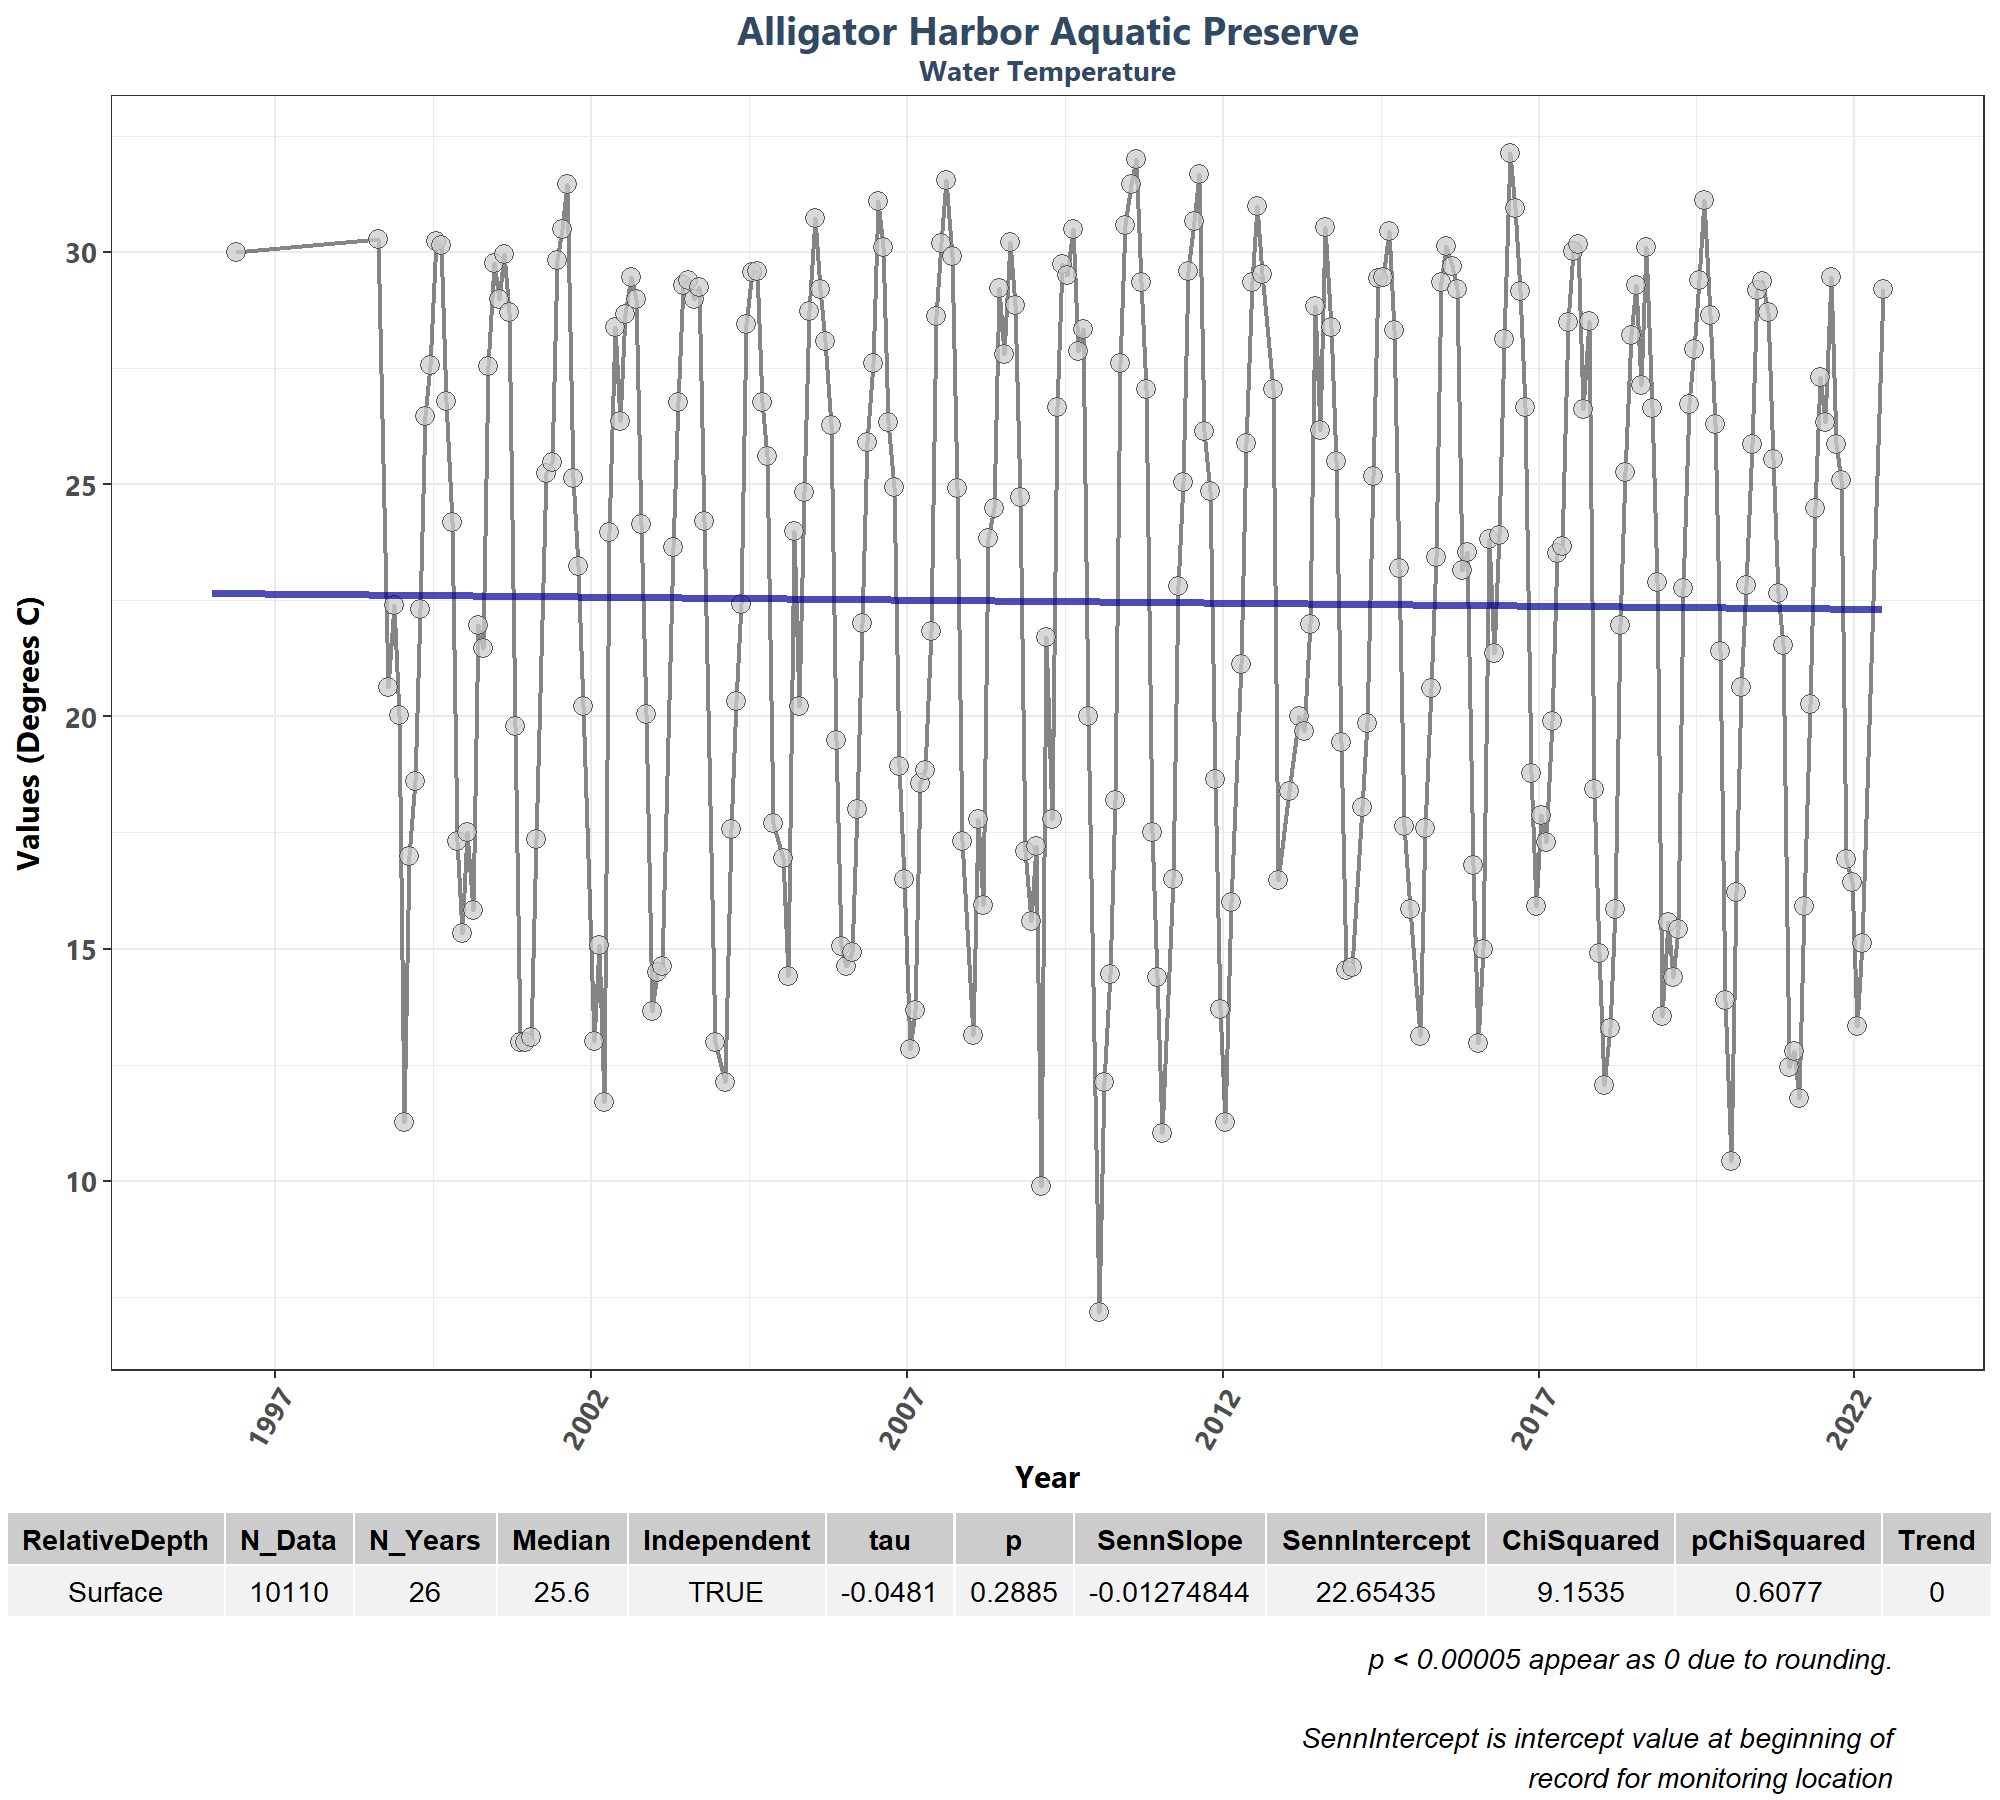 Alligator Harbor Aquatic Preserve
Water Temperature
Values (Degrees C)
30
25
20
15
10
1997 2002 2007 2012 2017 2022
Year
RelativeDepth N_Data N_Years Median Independent tau p SennSlope SennIntercept ChiSquared pChiSquared Trend
Surface 10110 26 25.6 TRUE -0.0481 0.2885 -0.01274844 22.65435 9.1535 0.6077 0
p < 0.00005 appear as 0 due to rounding.
SennIntercept is intercept value at beginning of
record for monitoring location